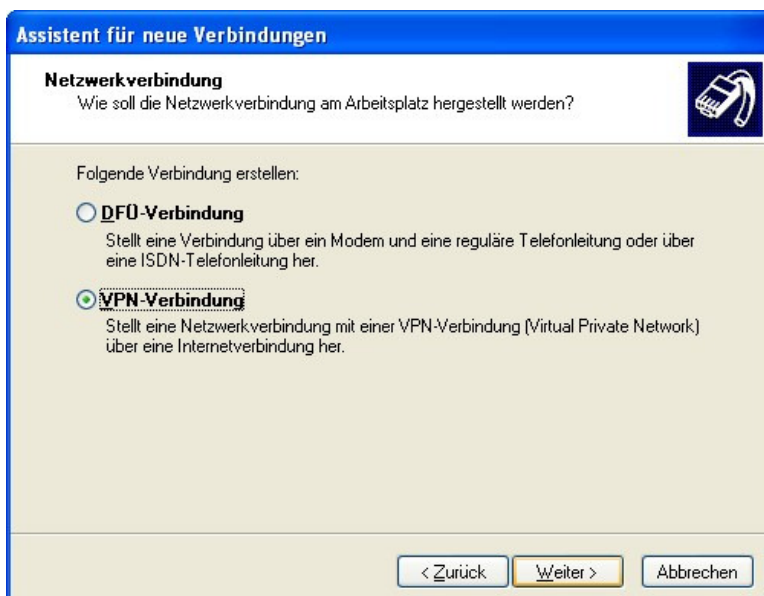 Assistent für neue Verbindungen
Netzwerkverbindung
Wie soll die Netzwerkverbindung am Arbeitsplatz hergestellt werden?
Folgende Verbindung erstellen:
DFÜ-Verbindung
Stellt eine Verbindung über ein Modem und eine reguläre Telefonleitung oder über
eine ISDN-Telefonleitung her.
VPN-Verbindung
Stellt eine Netzwerkverbindung mit einer VPN-Verbindung (Virtual Private Network)
über eine Internetverbindung her.
< Zurück Weiter > Abbrechen